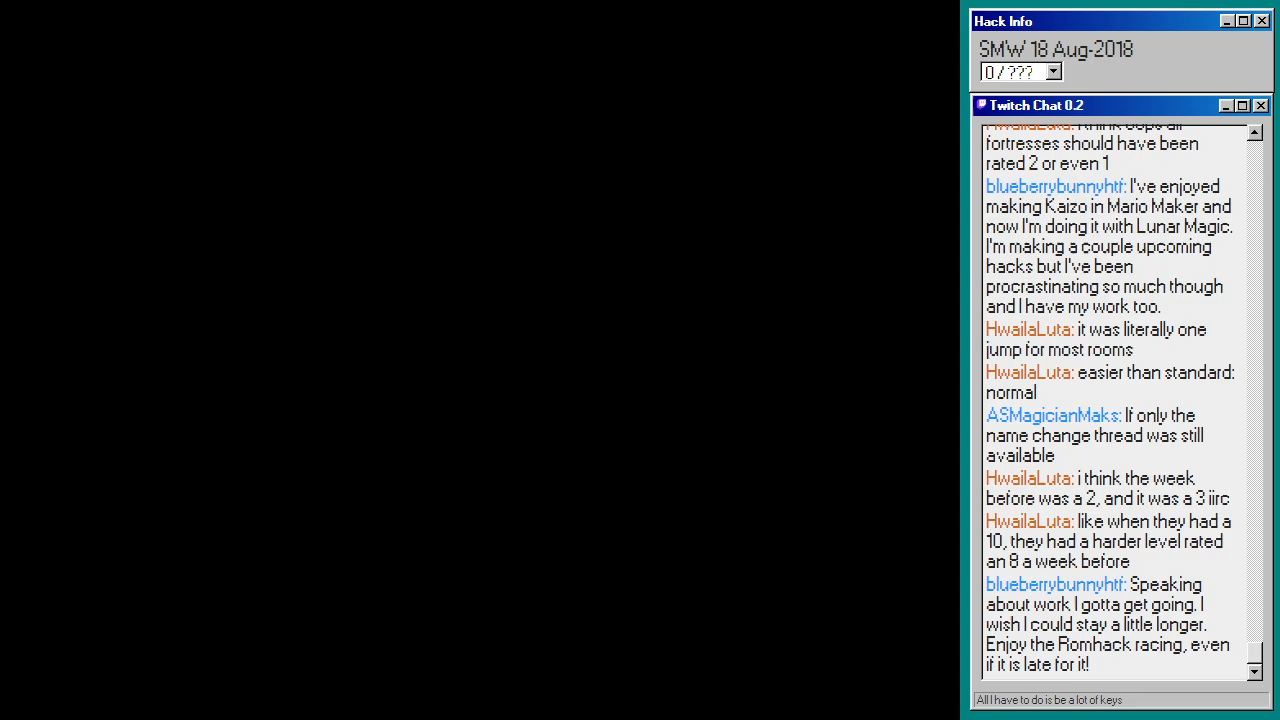 Hack Info
SMW 18 Aug-2018
0 / ???
Twitch Chat 0.2
fortresses should have been
rated 2 or even 1
blueberrybunnyhtf: I've enjoyed
making Kaizo in Mario Maker and
now I'm doing it with Lunar Magic.
I'm making a couple upcoming
hacks but I've been
procrastinating so much though
and I have my work too.
HwailaLuta: it was literally one
jump for most rooms
HwailaLuta: easier than standard:
normal
ASMagicianMaks: If only the
name change thread was still
available
HwailaLuta: i think the week
before was a 2, and it was a 3 iirc
HwailaLuta: like when they had a
10, they had a harder level rated
an 8 a week before
blueberrybunnyhtf: Speaking
about work I gotta get going. I
wish I could stay a little longer.
Enjoy the Romhack racing, even
if it is late for it!
All I have to do is be a lot of keys